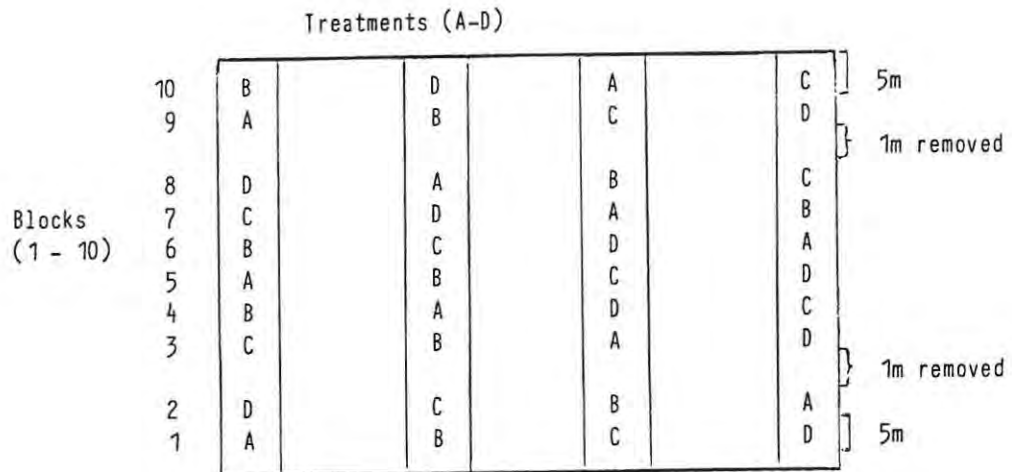 Treatments (A-D)
10 B D A C 5m
9 A B C D
1m removed
8 D A B C
Blocks 7 C D A B
(1 - 10) 6 B C D A
5 A B C D
4 B A D C
3 C B A D
1m removed
2 D C B A
1 A B C D 5m